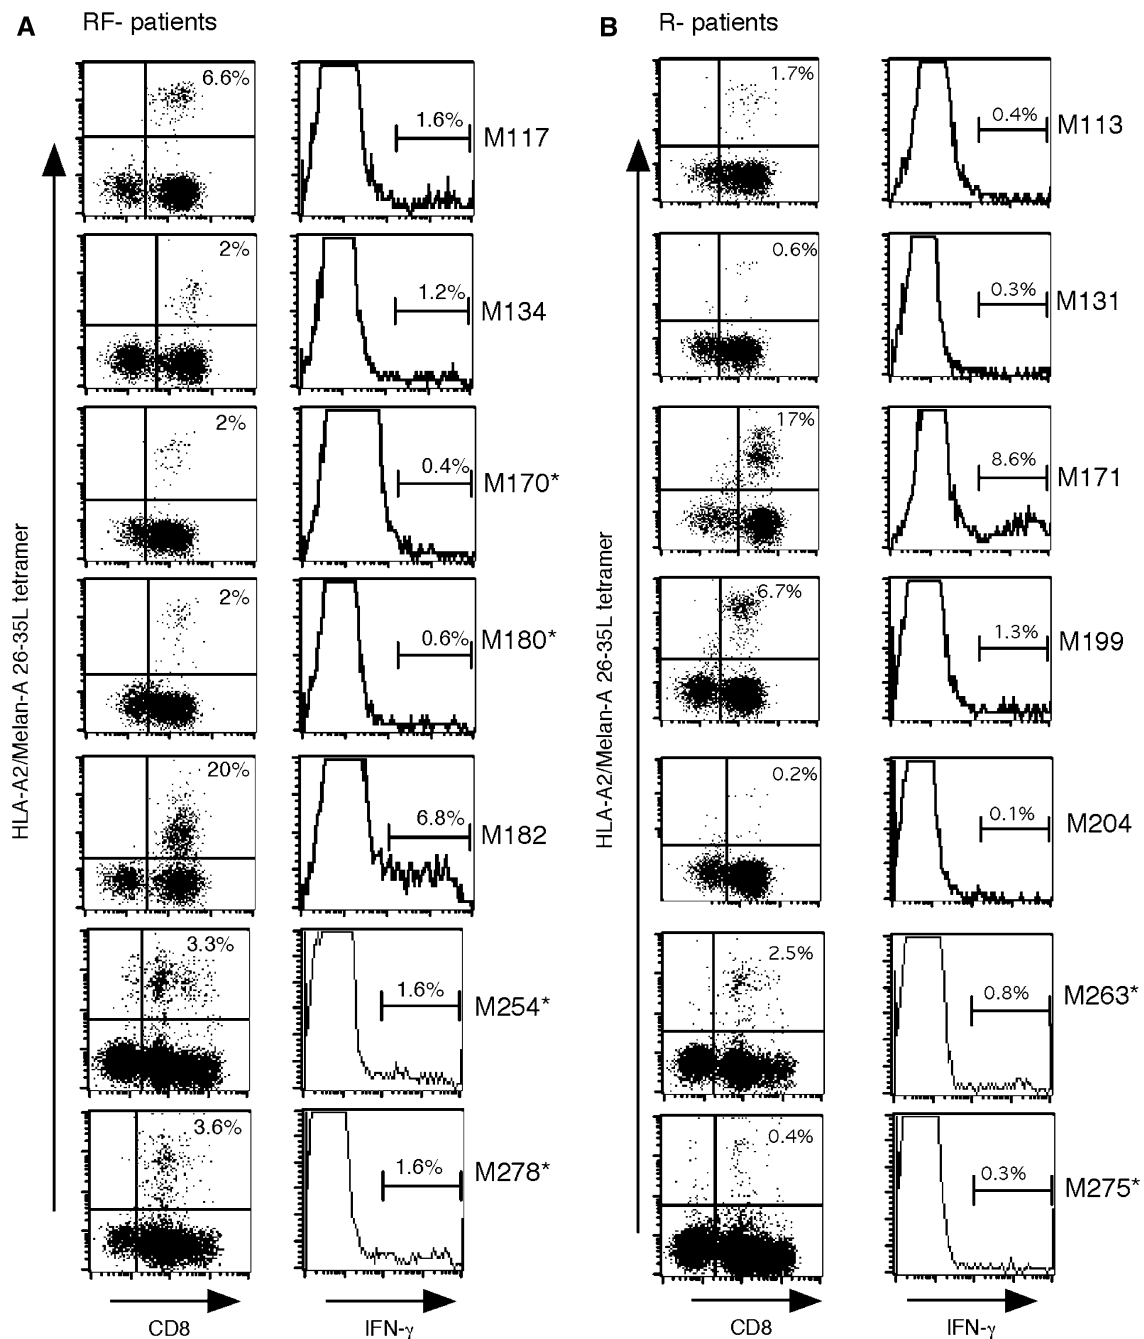 A
RF- patients
6.6%
1.6%
M117
2%
1.2%
M134
2%
0.4%
M170*
2%
0.6%
M180*
20%
6.8%
M182
3.3%
1.6%
M254*
3.6%
1.6%
M278*
HLA-A2/Melan-A 26-35L tetramer
CD8
IFN-γ
B
R- patients
1.7%
0.4%
M113
0.6%
0.3%
M131
17%
8.6%
M171
6.7%
1.3%
M199
0.2%
0.1%
M204
2.5%
0.8%
M263*
0.4%
0.3%
M275*
HLA-A2/Melan-A 26-35L tetramer
CD8
IFN-γ